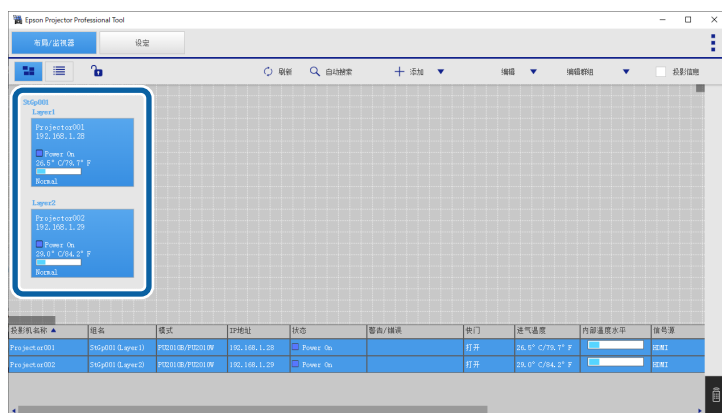 Epson Projector Professional Tool
布局/监视器 设定
刷新 自动搜索 添加 编辑 编辑群组 投影信息
StGp001
Layer1
Projector001
192.168.1.28
Power On
26.5° C/79.7° F
Normal
Layer2
Projector002
192.168.1.29
Power On
29.0° C/84.2° F
Normal
投影机名称 组名 模式 IP地址 状态 警告/错误 快门 进气温度 内部温度水平 信号源
Projector001 StGp001(Layer1) PU2010B/PU2010W 192.168.1.28 Power On 打开 26.5° C/79.7° F HDMI
Projector002 StGp001(Layer2) PU2010B/PU2010W 192.168.1.29 Power On 打开 29.0° C/84.2° F HDMI